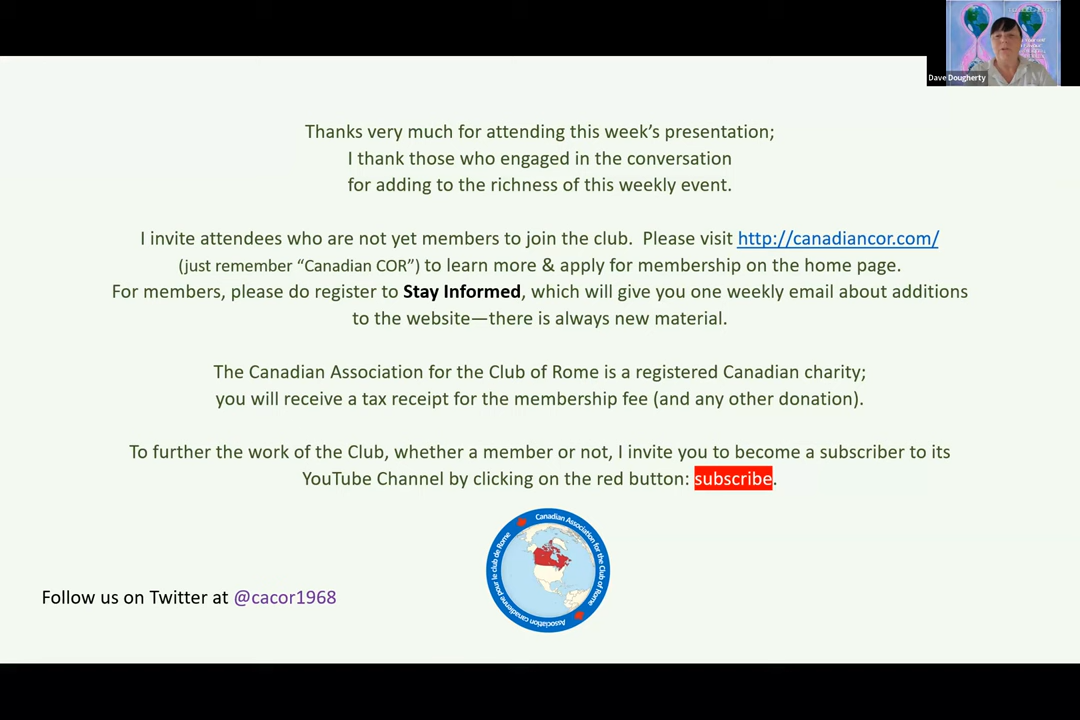 Dave Dougherty
Thanks very much for attending this week's presentation;
I thank those who engaged in the conversation
for adding to the richness of this weekly event.
I invite attendees who are not yet members to join the club.  Please visit http://canadiancor.com/
(just remember “Canadian COR”) to learn more & apply for membership on the home page.
For members, please do register to Stay Informed, which will give you one weekly email about additions
to the website—there is always new material.
The Canadian Association for the Club of Rome is a registered Canadian charity;
you will receive a tax receipt for the membership fee (and any other donation).
To further the work of the Club, whether a member or not, I invite you to become a subscriber to its
YouTube Channel by clicking on the red button: subscribe.
Canadian Association for the Club of Rome
Association canadienne pour le club de Rome
Follow us on Twitter at @cacor1968